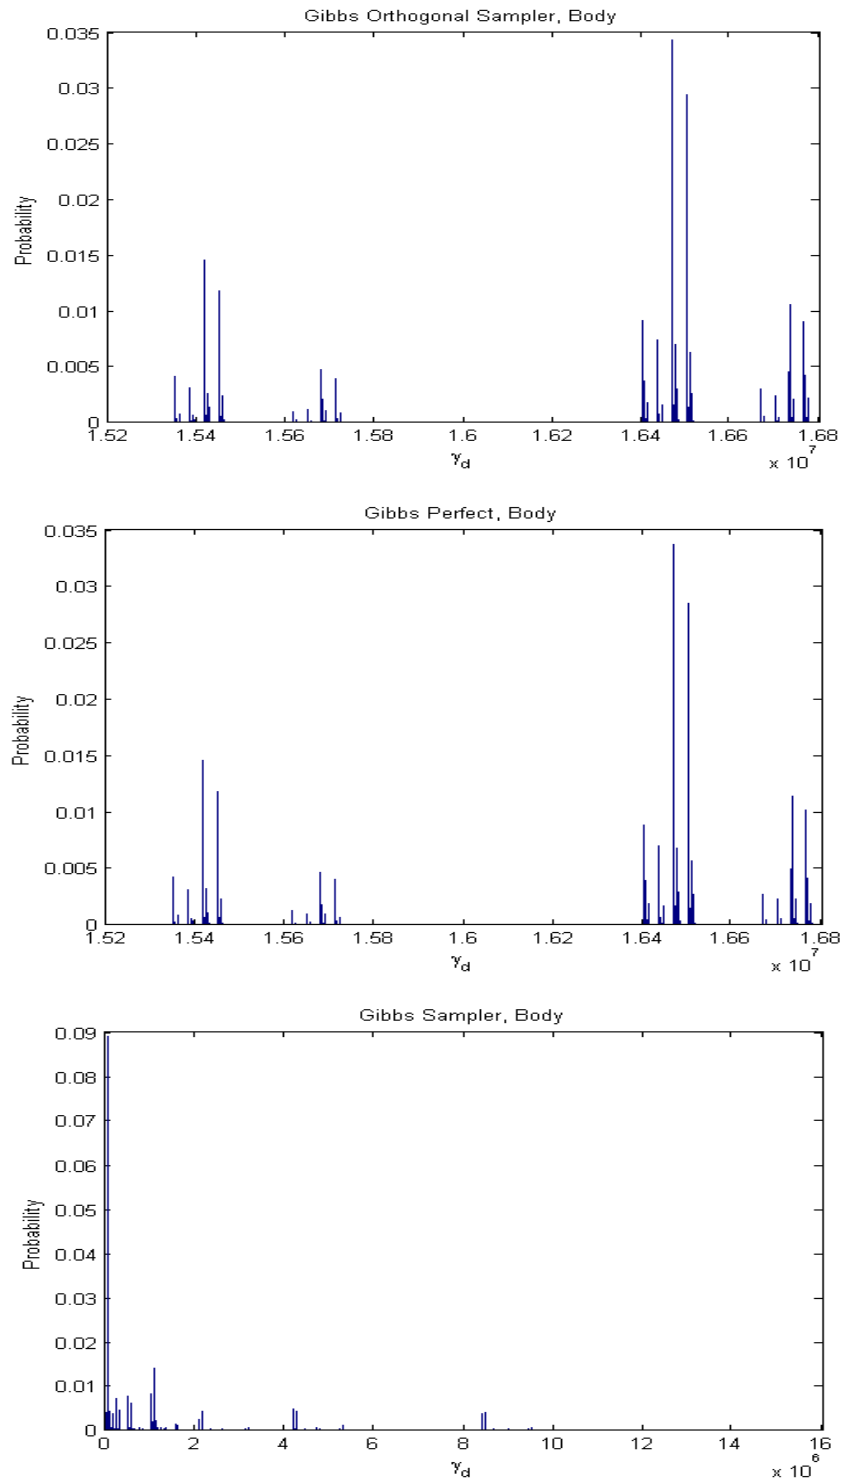 Gibbs Orthogonal Sampler, Body
0.035
0.03
0.025
0.02
0.015
0.01
0.005
0
Probability
1.52 1.54 1.56 1.58 1.6 1.62 1.64 1.66 1.68
γd
x 10^7
Gibbs Perfect, Body
0.035
0.03
0.025
0.02
0.015
0.01
0.005
0
Probability
1.52 1.54 1.56 1.58 1.6 1.62 1.64 1.66 1.68
γd
x 10^7
Gibbs Sampler, Body
0.09
0.08
0.07
0.06
0.05
0.04
0.03
0.02
0.01
0
Probability
0 2 4 6 8 10 12 14 16
γd
x 10^6